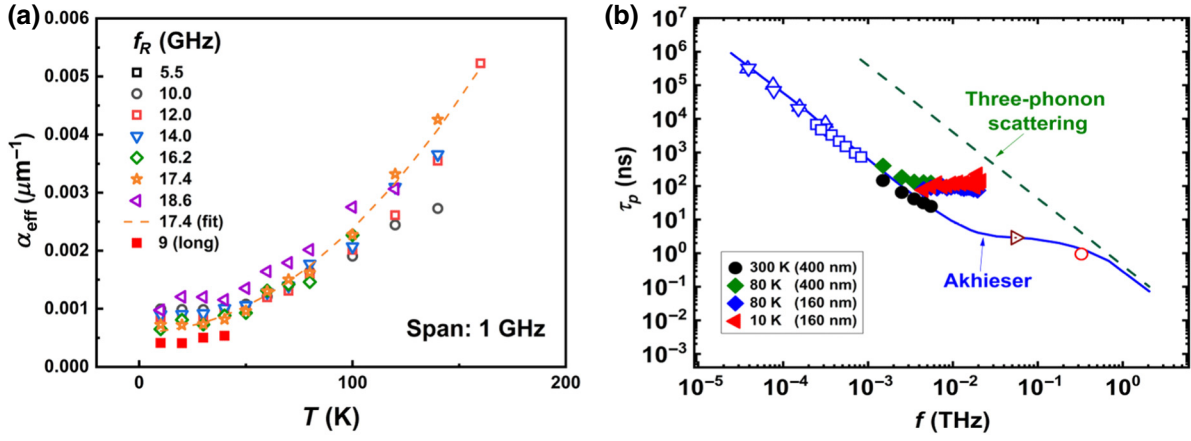 (a)
0.006
0.005
0.004
0.003
0.002
0.001
0.000
α_eff (μm⁻¹)
f_R (GHz)
5.5
10.0
12.0
14.0
16.2
17.4
18.6
17.4 (fit)
9 (long)
Span: 1 GHz
0
100
200
T (K)
(b)
10⁷
10⁶
10⁵
10⁴
10³
10²
10¹
10⁰
10⁻¹
10⁻²
10⁻³
τ_p (ns)
Three-phonon
scattering
Akhieser
300 K (400 nm)
80 K (400 nm)
80 K (160 nm)
10 K (160 nm)
10⁻⁵
10⁻⁴
10⁻³
10⁻²
10⁻¹
10⁰
f (THz)